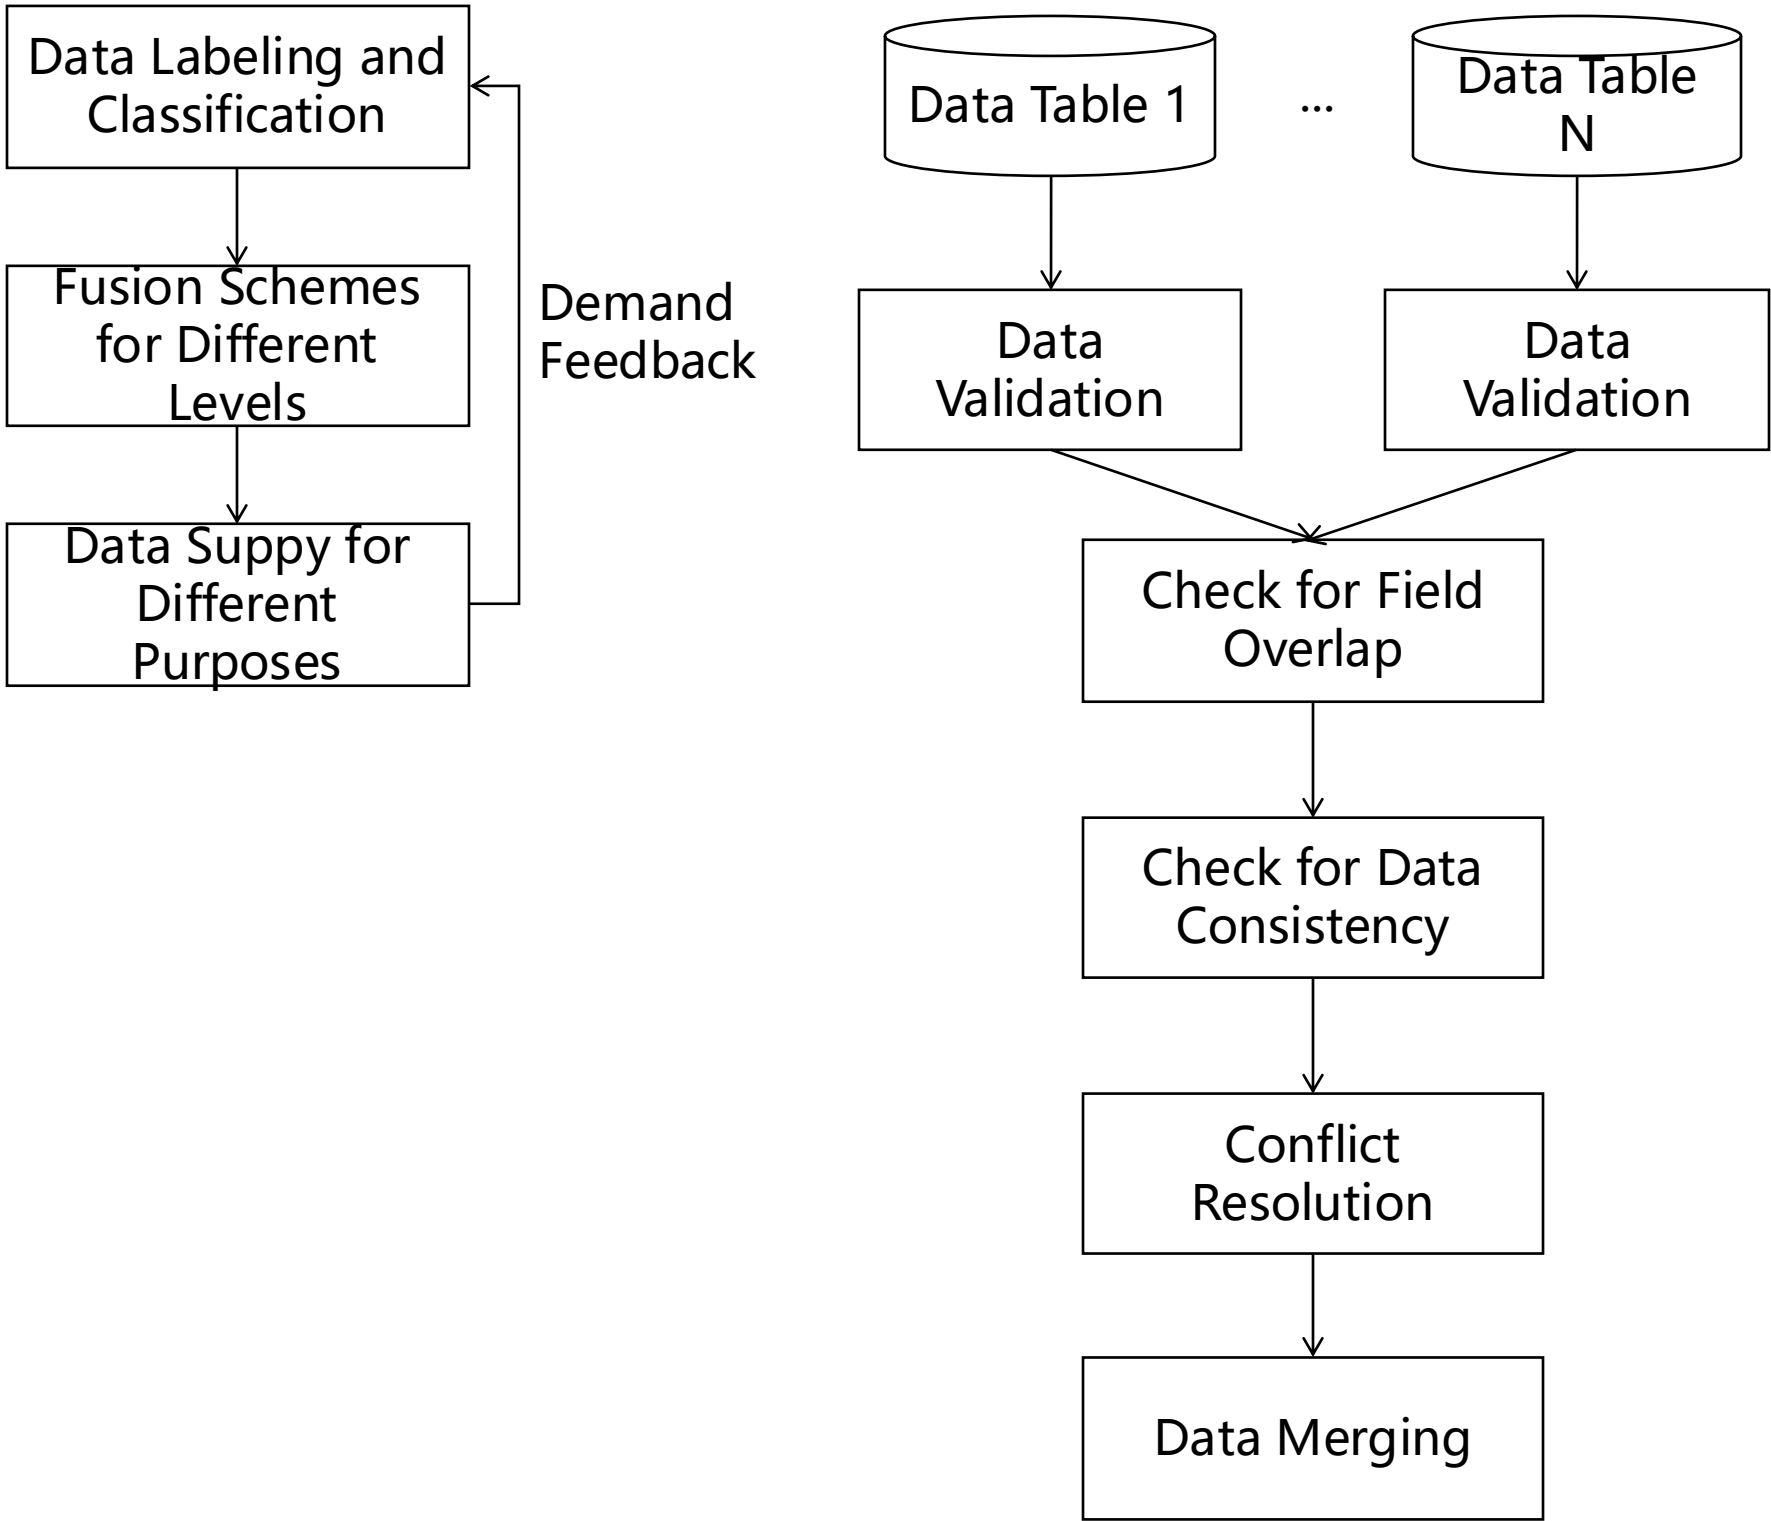 Data Labeling and
Classification
Fusion Schemes
for Different
Levels
Data Suppy for
Different
Purposes
Demand
Feedback
Data Table 1
...
Data Table
N
Data
Validation
Data
Validation
Check for Field
Overlap
Check for Data
Consistency
Conflict
Resolution
Data Merging